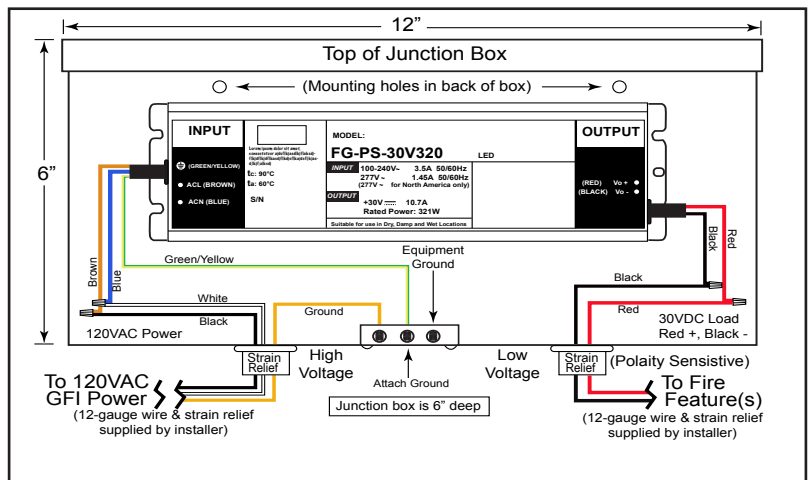 12”
Top of Junction Box
(Mounting holes in back of box)
6”
INPUT
(GREEN/YELLOW)
ACL (BROWN)
ACN (BLUE)
tc: 90°C
ta: 60°C
S/N
MODEL:
FG-PS-30V320
LED
INPUT 100-240V~ 3.5A 50/60Hz
277V ~ 1.45A 50/60Hz
(277V ~ for North America only)
OUTPUT
+30V 10.7A
Rated Power: 321W
Suitable for use in Dry, Damp and Wet Locations
OUTPUT
(RED) Vo +
(BLACK) Vo -
Brown
Blue
Green/Yellow
Equipment
Ground
Black
Red
White
Black
Ground
Black
Red
120VAC Power
30VDC Load
Red +, Black -
Strain
Relief
High
Voltage
Attach Ground
Low
Voltage
Strain
Relief
(Polaity Sensistive)
To 120VAC
GFI Power
(12-gauge wire & strain relief
supplied by installer)
Junction box is 6” deep
To Fire
Feature(s)
(12-gauge wire & strain relief
supplied by installer)